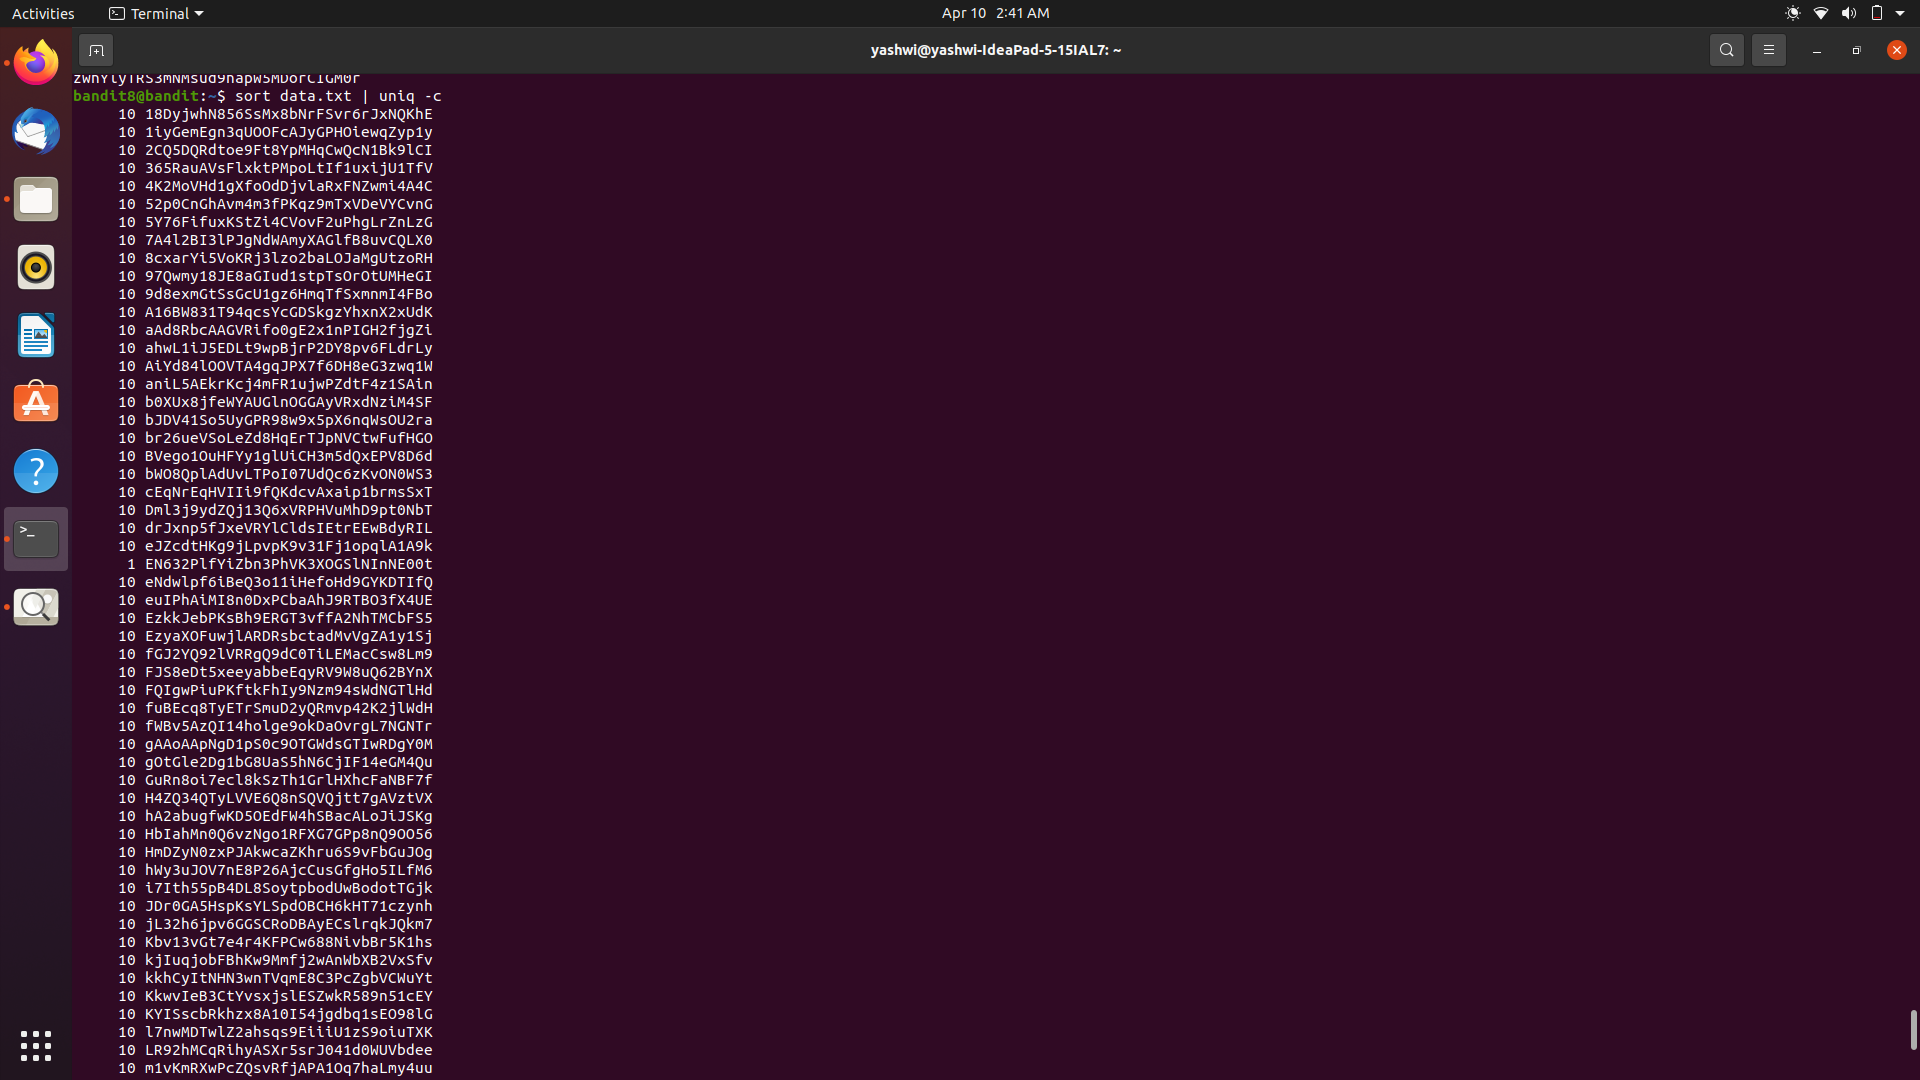 Activities
Terminal
Apr 10 2:41 AM
yashwi@yashwi-IdeaPad-5-15IAL7: ~
zwhYtyTRS3mNMsud9hapW5MDorCIGM0r
bandit8@bandit:~$ sort data.txt | uniq -c
10 18DyjwhN856SsMx8bNrFSvr6rJxNQKhE
10 1iyGemEgn3qUOOFcAJyGPHOiewqZyp1y
10 2CQ5DQRdtoe9Ft8YpMHqCwQcN1Bk9lCI
10 365RauAVsFlxktPMpoLtIf1uxijU1TfV
10 4K2MoVHd1gXfoOdDjvlaRxFNZwmi4A4C
10 52p0CnGhAvm4m3fPKqz9mTxVDeVYCvnG
10 5Y76FifuxKStZi4CVovF2uPhgLrZnLzG
10 7A4l2BI3lPJgNdWAmyXAGlfB8uvCQLX0
10 8cxarYi5VoKRj3lzo2baLOJaMgUtzoRH
10 97Qwmy18JE8aGIud1stpTsOrOtUMHeGI
10 9d8exmGtSsGcU1gz6HmqTfSxmnmI4FBo
10 A16BW831T94qcsYcGDSkgzYhxnX2xUdK
10 aAd8RbcAAGVRifo0gE2x1nPIGH2fjgZi
10 ahwL1iJ5EDLt9wpBjrP2DY8pv6FLdrLy
10 AiYd84lOOVTA4gqJPX7f6DH8eG3zwq1W
10 aniL5AEkrKcj4mFR1ujwPZdtF4z1SAin
10 b0XUx8jfeWYAUGlnOGGAyVRxdNziM4SF
10 bJDV41So5UyGPR98w9x5pX6nqWsOU2ra
10 br26ueVSoLeZd8HqErTJpNVCtwFufHGO
10 BVego1OuHFYy1glUiCH3m5dQxEPV8D6d
10 bWO8QplAdUvLTPoI07UdQc6zKvON0WS3
10 cEqNrEqHVIIi9fQKdcvAxaip1brmsSxT
10 Dml3j9ydZQj13Q6xVRPHVuMhD9pt0NbT
10 drJxnp5fJxeVRYlCldsIEtrEEwBdyRIL
10 eJZcdtHKg9jLpvpK9v31Fj1opqlA1A9k
1 EN632PlfYiZbn3PhVK3XOGSlNInNE00t
10 eNdwlpf6iBeQ3o11iHefoHd9GYKDTIfQ
10 euIPhAiMI8n0DxPCbaAhJ9RTBO3fX4UE
10 EzkkJebPKsBh9ERGT3vffA2NhTMCbFS5
10 EzyaXOFuwjlARDRsbctadMvVgZA1y1Sj
10 fGJ2YQ92lVRRgQ9dC0TiLEMacCsw8Lm9
10 FJS8eDt5xeeyabbeEqyRV9W8uQ62BYnX
10 FQIgwPiuPKftkFhIy9Nzm94sWdNGTlHd
10 fuBEcq8TyETrSmuD2yQRmvp42K2jlWdH
10 fWBv5AzQI14holge9okDaOvrgL7NGNTr
10 gAAoAApNgD1pS0c9OTGWdsGTIwRDgY0M
10 gOtGle2Dg1bG8UaS5hN6CjIF14eGM4Qu
10 GuRn8oi7ecl8kSzTh1GrlHXhcFaNBF7f
10 H4ZQ34QTyLVVE6Q8nSQVQjtt7gAVztVX
10 hA2abugfwKD5OEdFW4hSBacALoJiJSKg
10 HbIahMn0Q6vzNgo1RFXG7GPp8nQ9OO56
10 HmDZyN0zxPJAkwcaZKhru6S9vFbGuJOg
10 hWy3uJOV7nE8P26AjcCusGfgHo5ILfM6
10 i7Ith55pB4DL8SoytpbodUwBodotTGjk
10 JDr0GA5HspKsYLSpdOBCH6kHT71czynh
10 jL32h6jpv6GGSCRoDBAyECslrqkJQkm7
10 Kbv13vGt7e4r4KFPCw688NivbBr5K1hs
10 kjIuqjobFBhKw9Mmfj2wAnWbXB2VxSfv
10 kkhCyItNHN3wnTVqmE8C3PcZgbVCWuYt
10 KkwvIeB3CtYvsxjslESZwkR589n51cEY
10 KYISscbRkhzx8A10I54jgdbq1sEO98lG
10 l7nwMDTwlZ2ahsqs9EiiiU1zS9oiuTXK
10 LR92hMCqRihyASXr5srJ041d0WUVbdee
10 m1vKmRXwPcZQsvRfjAPA1Oq7haLmy4uu